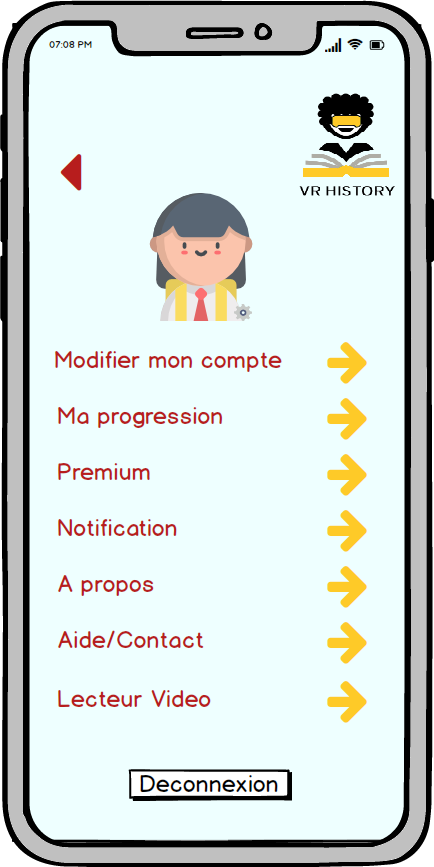 07:08 PM
VR HISTORY
Modifier mon compte
Ma progression
Premium
Notification
A propos
Aide/Contact
Lecteur Video
Deconnexion